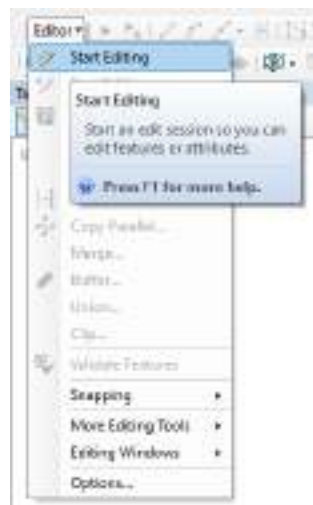 Editor
Start Editing
Start Editing
Start an edit session so you can
edit features or attributes.
Press F1 for more help.
Copy Parallel...
Merge...
Buffer...
Union...
Clip...
Validate Features
Snapping
More Editing Tools
Editing Windows
Options...